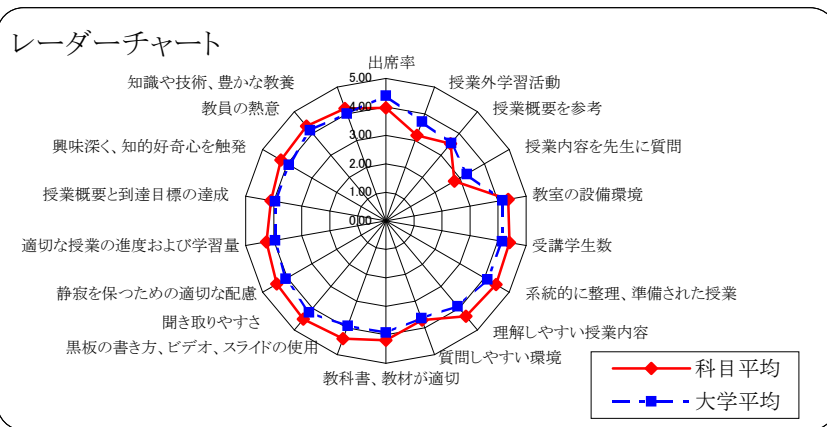 レーダーチャート
出席率
授業外学習活動
授業概要を参考
授業内容を先生に質問
教室の設備環境
受講学生数
系統的に整理、準備された授業
理解しやすい授業内容
質問しやすい環境
教科書、教材が適切
黒板の書き方、ビデオ、スライドの使用
聞き取りやすさ
静寂を保つための適切な配慮
適切な授業の進度および学習量
授業概要と到達目標の達成
興味深く、知的好奇心を触発
教員の熱意
知識や技術、豊かな教養
5.00
4.00
3.00
2.00
1.00
0.00
科目平均
大学平均